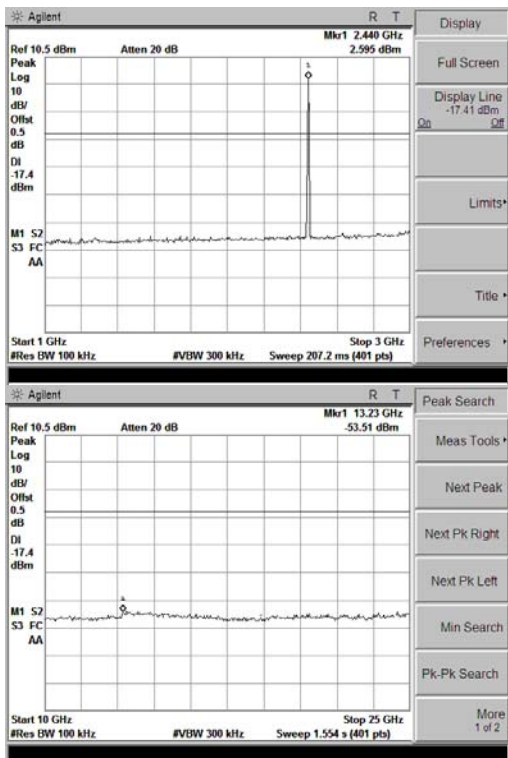 Agilent R T
Mkr1 2.440 GHz
Ref 10.5 dBm Atten 20 dB 2.595 dBm
Peak
Log
10
dB/
Offst
0.5
dB
DI
-17.4
dBm
M1 S2
S3 FC
AA
1
Start 1 GHz Stop 3 GHz
#Res BW 100 kHz #VBW 300 kHz Sweep 207.2 ms (401 pts)
Display
Full Screen
Display Line
-17.41 dBm
On Off
Limits
Title
Preferences
Agilent R T
Mkr1 13.23 GHz
Ref 10.5 dBm Atten 20 dB -53.51 dBm
Peak
Log
10
dB/
Offst
0.5
dB
DI
-17.4
dBm
M1 S2
S3 FC
AA
1
Start 10 GHz Stop 25 GHz
#Res BW 100 kHz #VBW 300 kHz Sweep 1.554 s (401 pts)
Peak Search
Meas Tools
Next Peak
Next Pk Right
Next Pk Left
Min Search
Pk-Pk Search
More
1 of 2